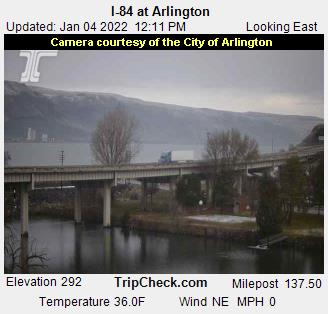 I-84 at Arlington
Updated: Jan 04 2022 12:11 PM Looking East
Camera courtesy of the City of Arlington
Elevation 292 TripCheck.com Milepost 137.50
Temperature 36.0F Wind NE MPH 0